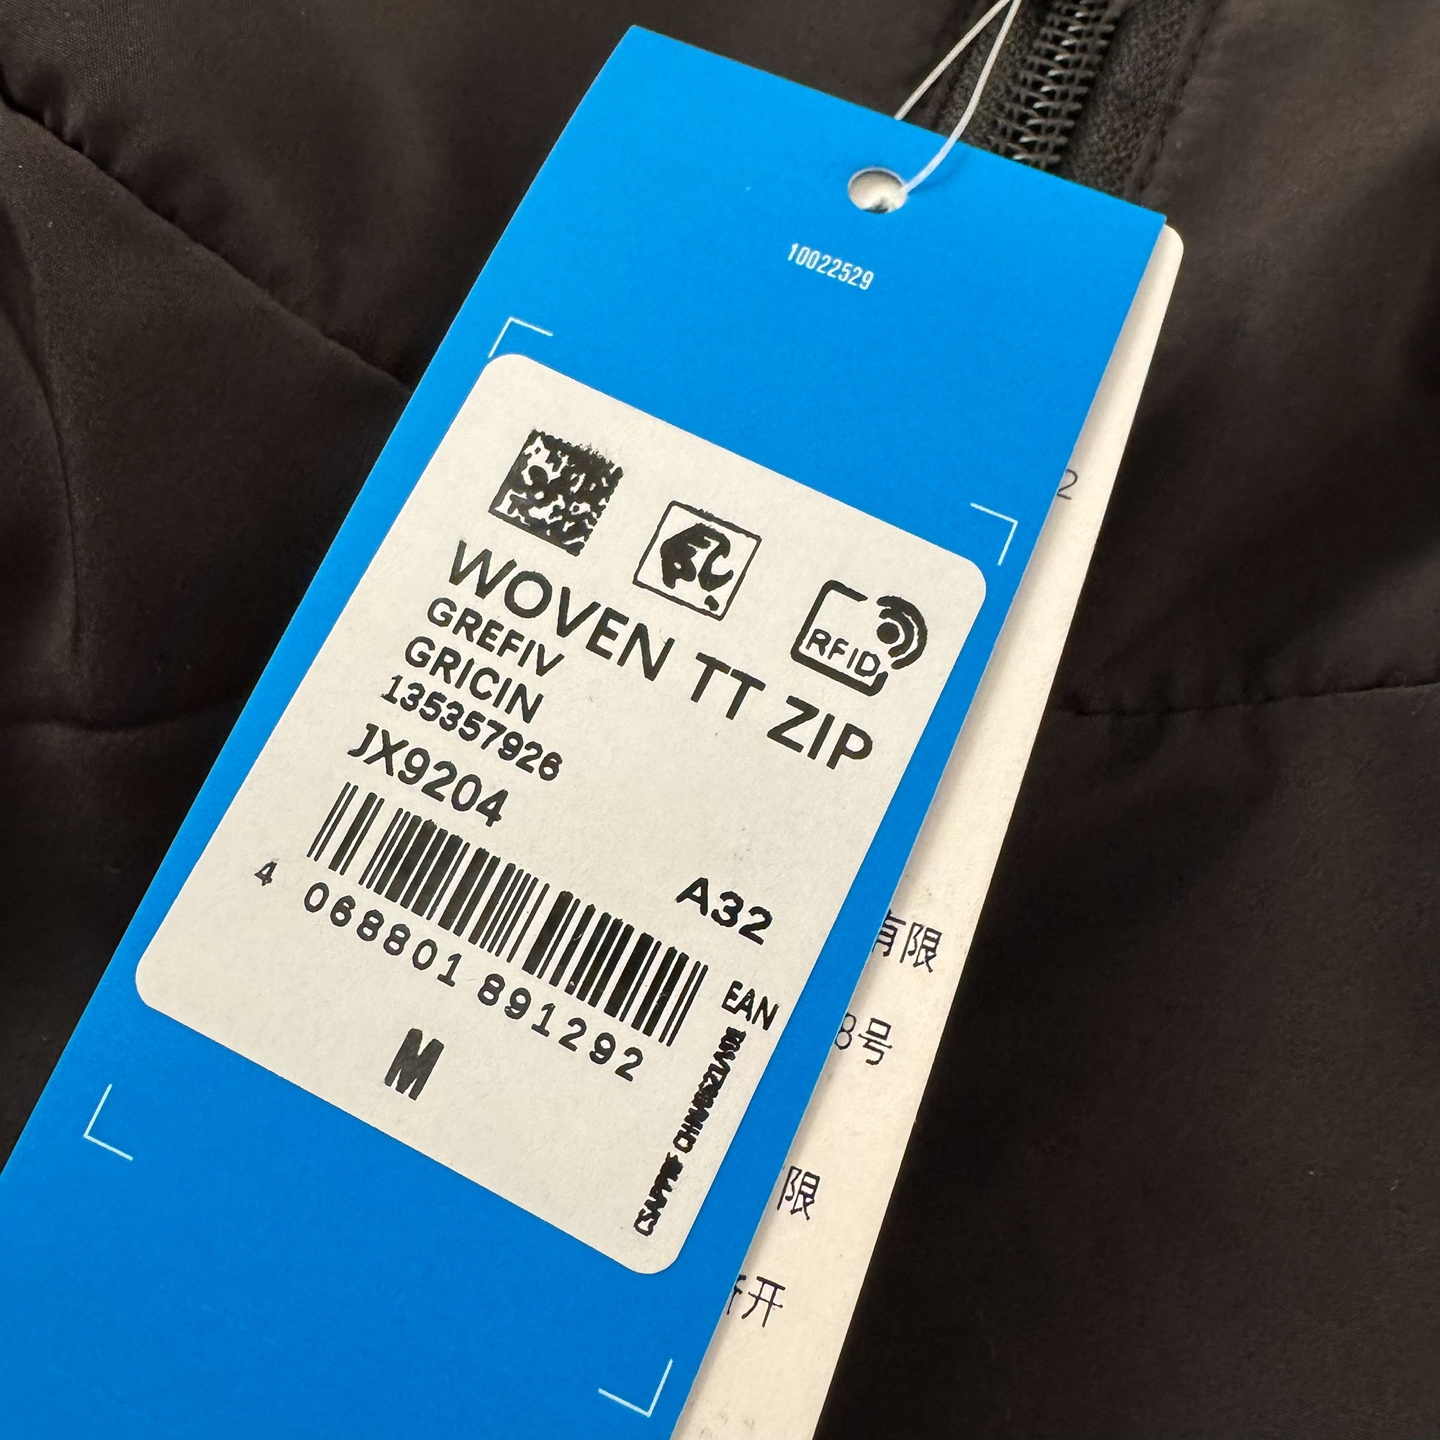 10022529
RFID
WOVEN TT ZIP
GREFIV
GRICIN
135357926
JX9204
A32
4 068801 891292
EAN
M
2
有限
8号
限
开